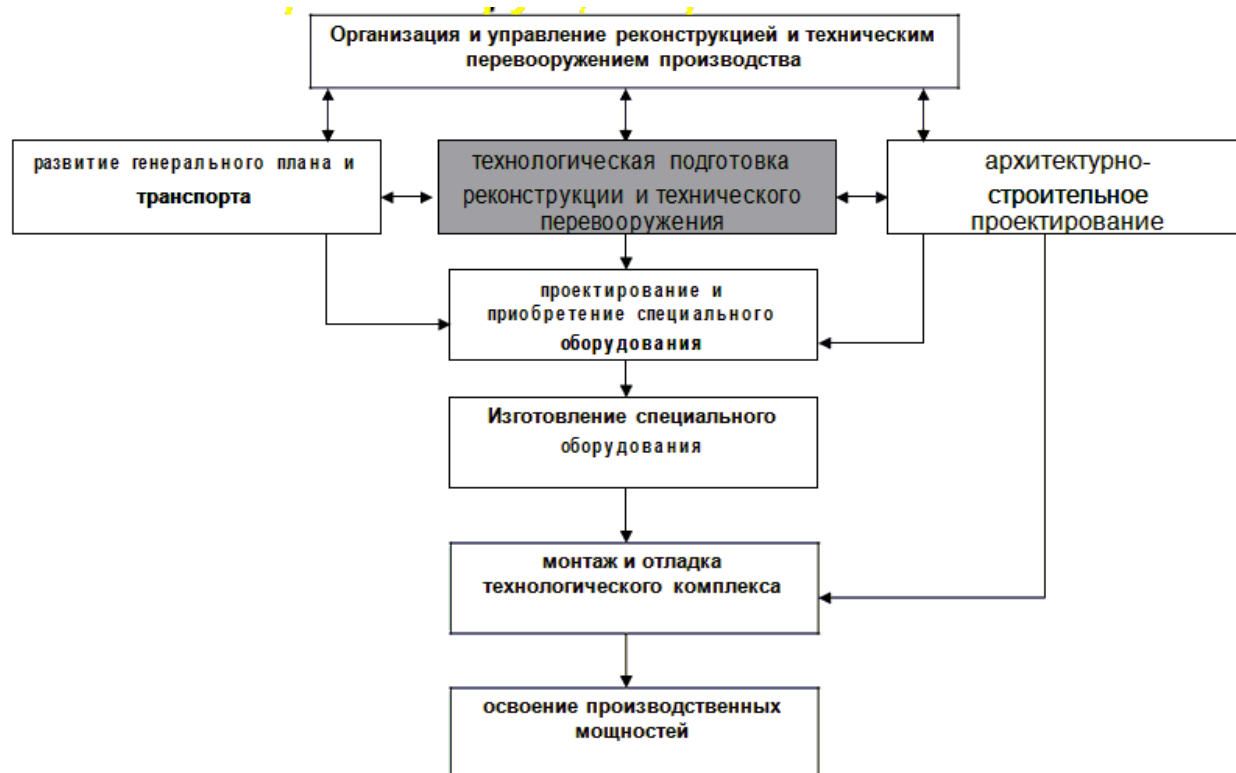 Организация и управление реконструкцией и техническим
перевооружением производства
развитие генерального плана и
транспорта
технологическая подготовка
реконструкции и технического
перевооружения
архитектурно-
строительное
проектирование
проектирование и
приобретение специального
оборудования
Изготовление специального
оборудования
монтаж и отладка
технологического комплекса
освоение производственных
мощностей